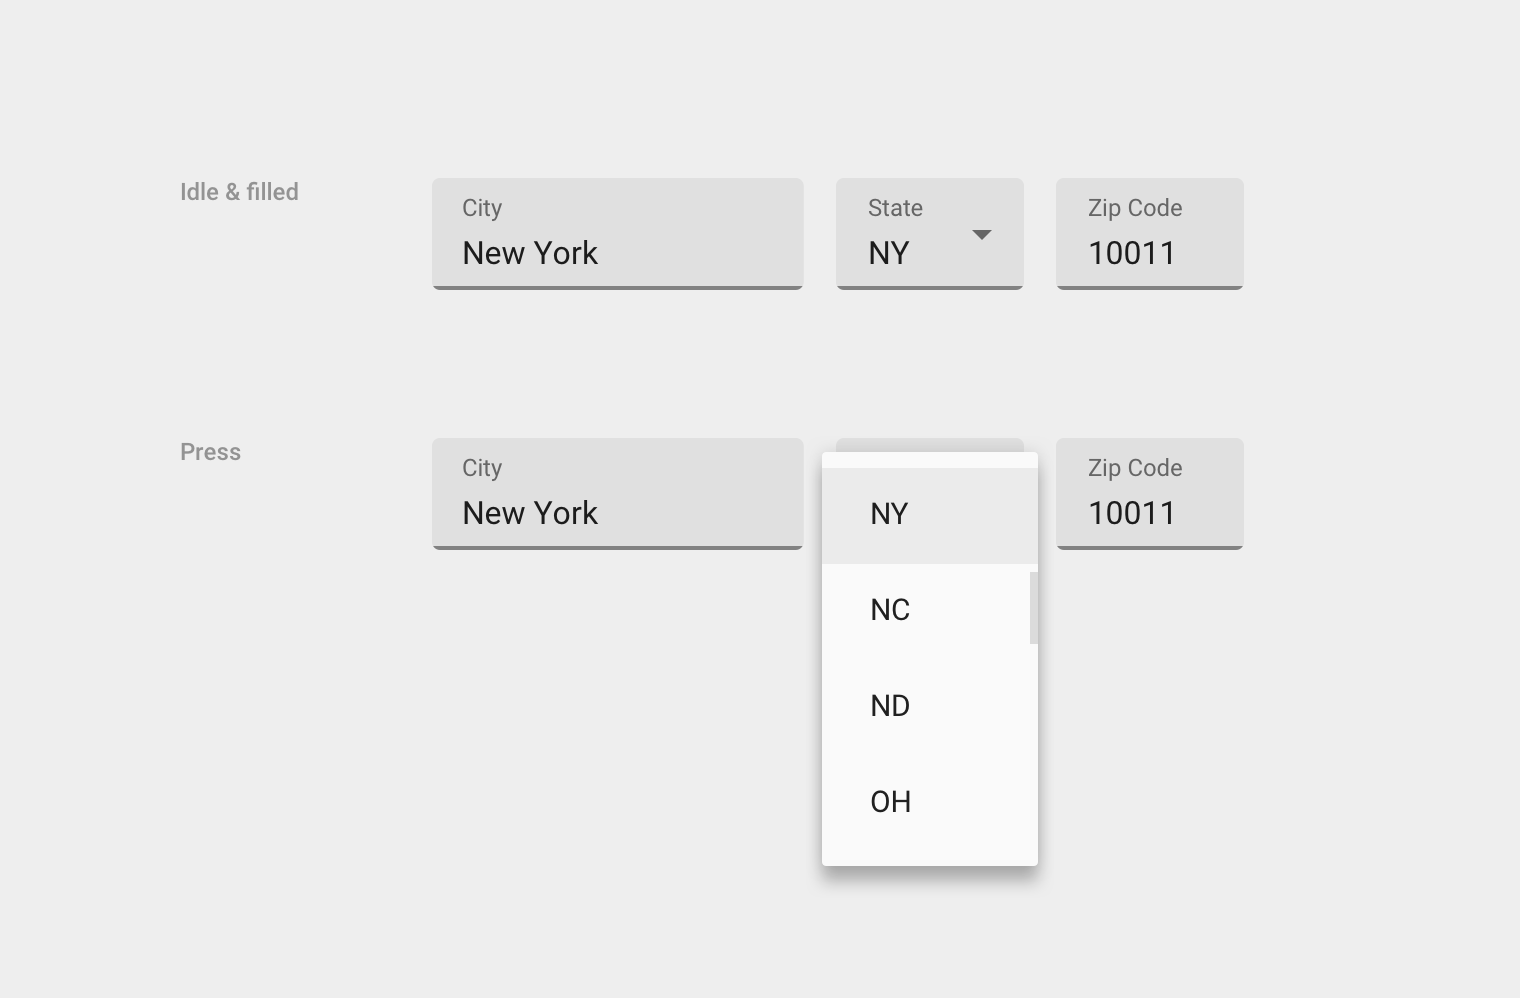 Idle & filled
City
New York
State
NY
Zip Code
10011
Press
City
New York
NY
NC
ND
OH
Zip Code
10011